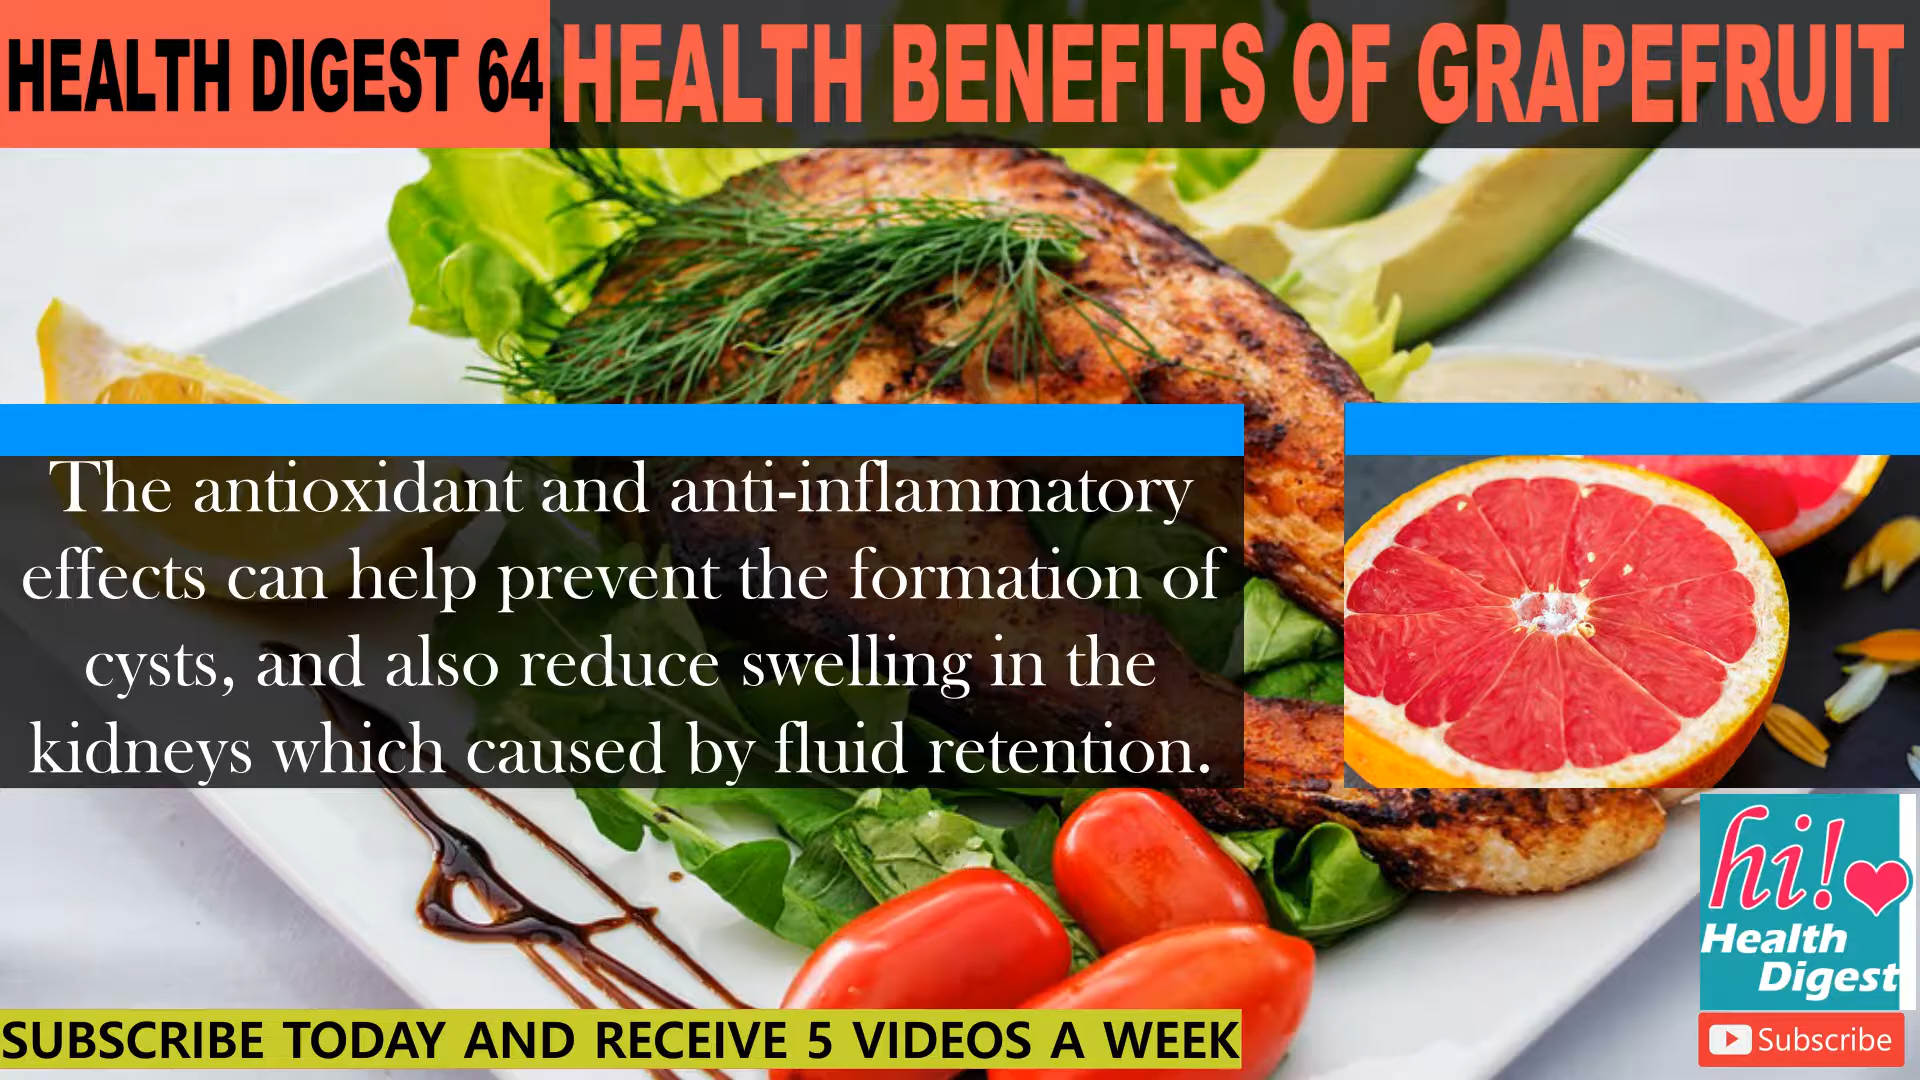 HEALTH DIGEST 64
HEALTH BENEFITS OF GRAPEFRUIT
The antioxidant and anti-inflammatory
effects can help prevent the formation of
cysts, and also reduce swelling in the
kidneys which caused by fluid retention.
hi!
Health
Digest
SUBSCRIBE TODAY AND RECEIVE 5 VIDEOS A WEEK
Subscribe